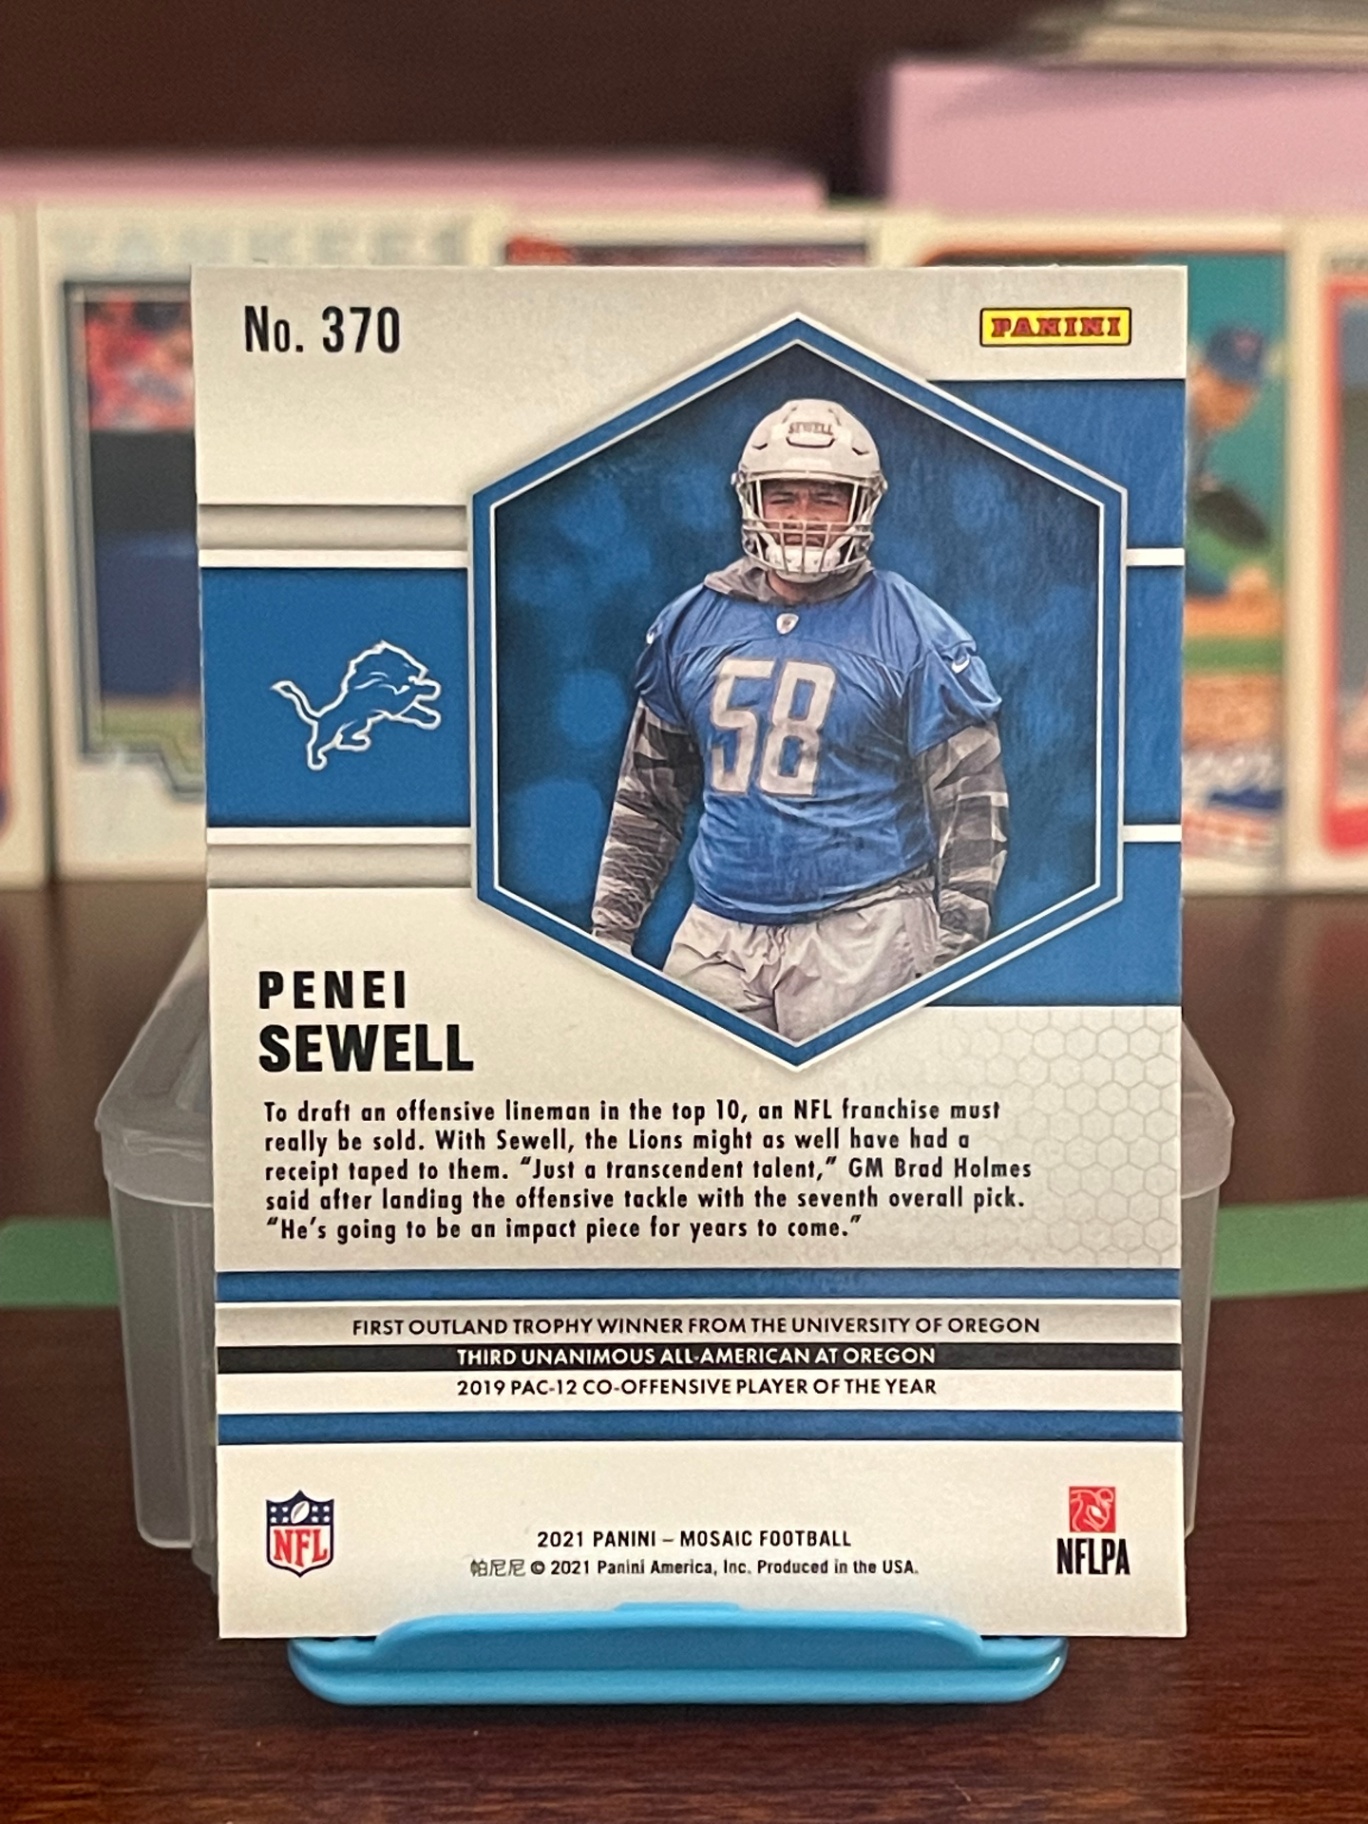 YANKEES
No. 370
PANINI
SEWELL
58
PENEI
SEWELL
To draft an offensive lineman in the top 10, an NFL franchise must
really be sold. With Sewell, the Lions might as well have had a
receipt taped to them. “Just a transcendent talent,” GM Brad Holmes
said after landing the offensive tackle with the seventh overall pick.
“He’s going to be an impact piece for years to come.”
FIRST OUTLAND TROPHY WINNER FROM THE UNIVERSITY OF OREGON
THIRD UNANIMOUS ALL-AMERICAN AT OREGON
2019 PAC-12 CO-OFFENSIVE PLAYER OF THE YEAR
NFL
2021 PANINI – MOSAIC FOOTBALL
帕尼尼 © 2021 Panini America, Inc. Produced in the USA.
NFLPA